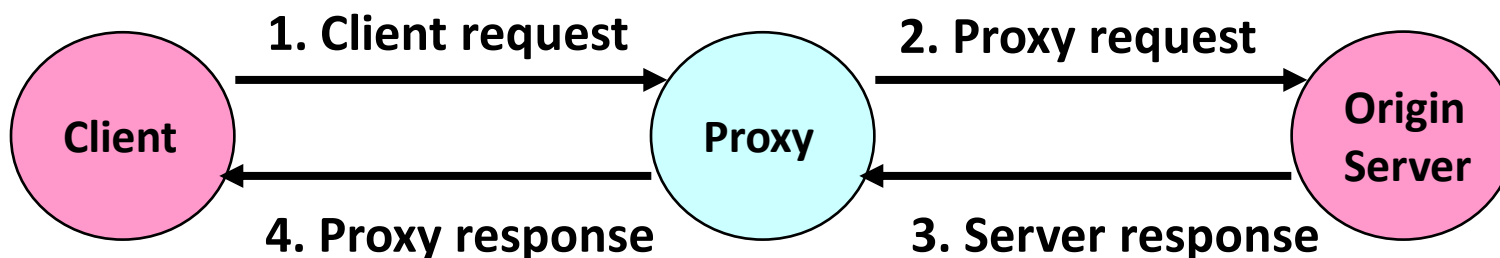 1. Client request
2. Proxy request
Client
Proxy
Origin
Server
4. Proxy response
3. Server response